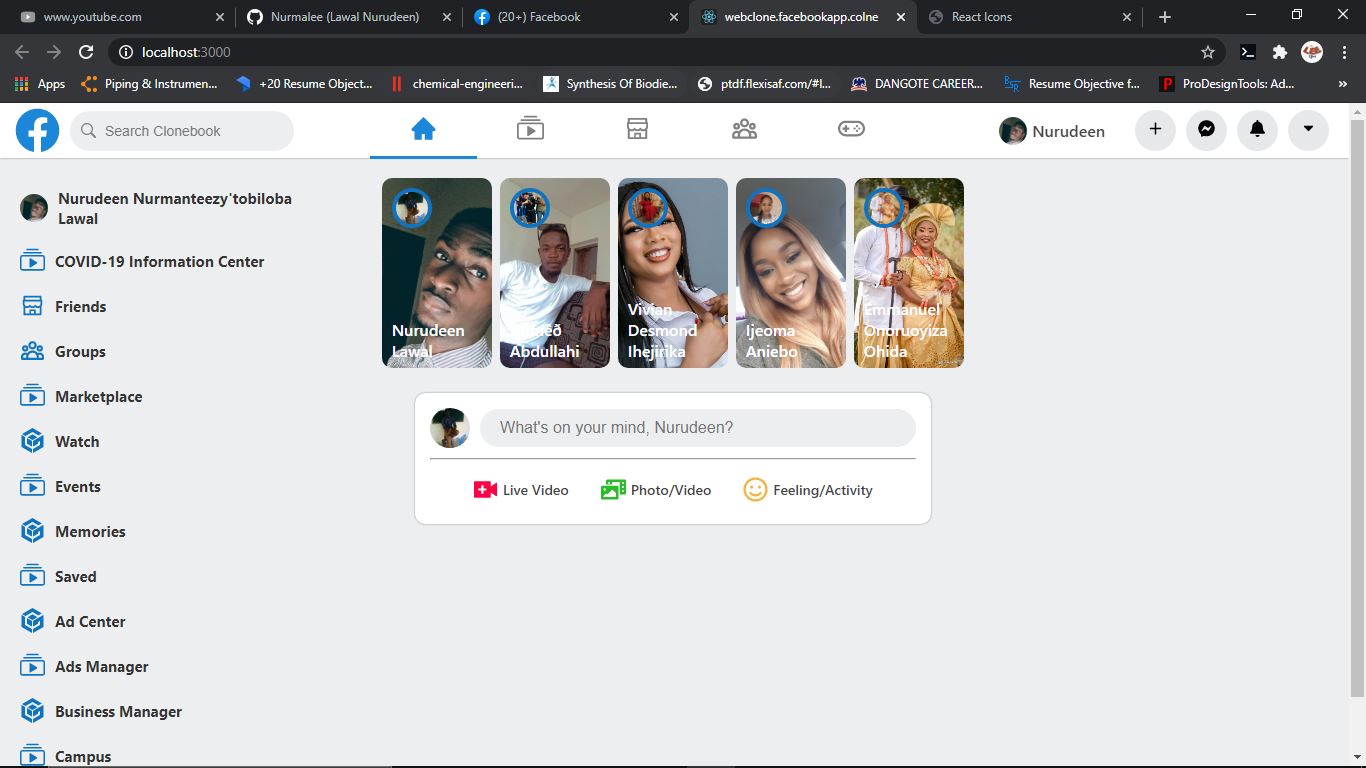 www.youtube.com
Nurmalee (Lawal Nurudeen)
(20+) Facebook
webclone.facebookapp.colne
React Icons
localhost:3000
Apps
Piping & Instrumen...
+20 Resume Object...
chemical-engineeri...
Synthesis Of Biodie...
ptdf.flexisaf.com/#l...
DANGOTE CAREER...
Resume Objective f...
ProDesignTools: Ad...
»
Search Clonebook
Nurudeen
Nurudeen Nurmanteezy'tobiloba
Lawal
COVID-19 Information Center
Friends
Groups
Marketplace
Watch
Events
Memories
Saved
Ad Center
Ads Manager
Business Manager
Campus
Nurudeen
Lawal
Abdullahi
Vivian
Desmond
Ihejirika
Ijeoma
Aniebo
Emmanuel
Onoruoyiza
Ohida
What's on your mind, Nurudeen?
Live Video
Photo/Video
Feeling/Activity